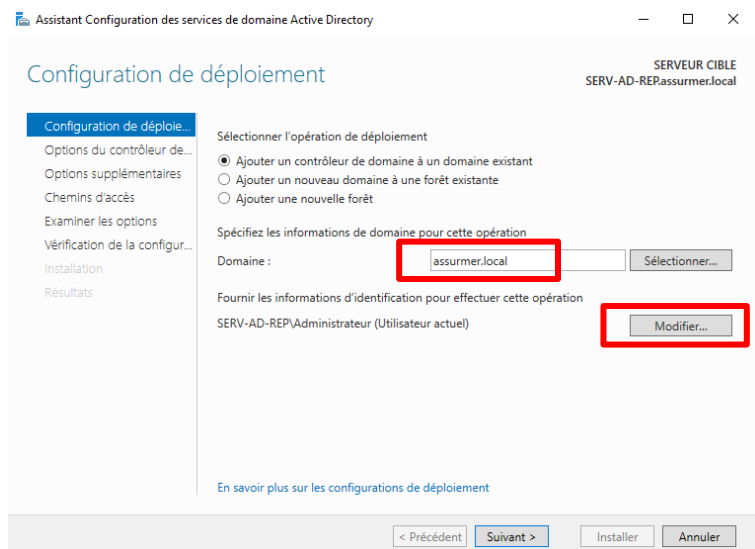 Assistant Configuration des services de domaine Active Directory
Configuration de déploiement
SERVEUR CIBLE
SERV-AD-REP.assurmer.local
Configuration de déploie...
Options du contrôleur de...
Options supplémentaires
Chemins d'accès
Examiner les options
Vérification de la configur...
Installation
Résultats
Sélectionner l'opération de déploiement
Ajouter un contrôleur de domaine à un domaine existant
Ajouter un nouveau domaine à une forêt existante
Ajouter une nouvelle forêt
Spécifiez les informations de domaine pour cette opération
Domaine : assurmer.local Sélectionner...
Fournir les informations d'identification pour effectuer cette opération
SERV-AD-REP\Administrateur (Utilisateur actuel) Modifier...
En savoir plus sur les configurations de déploiement
< Précédent Suivant > Installer Annuler